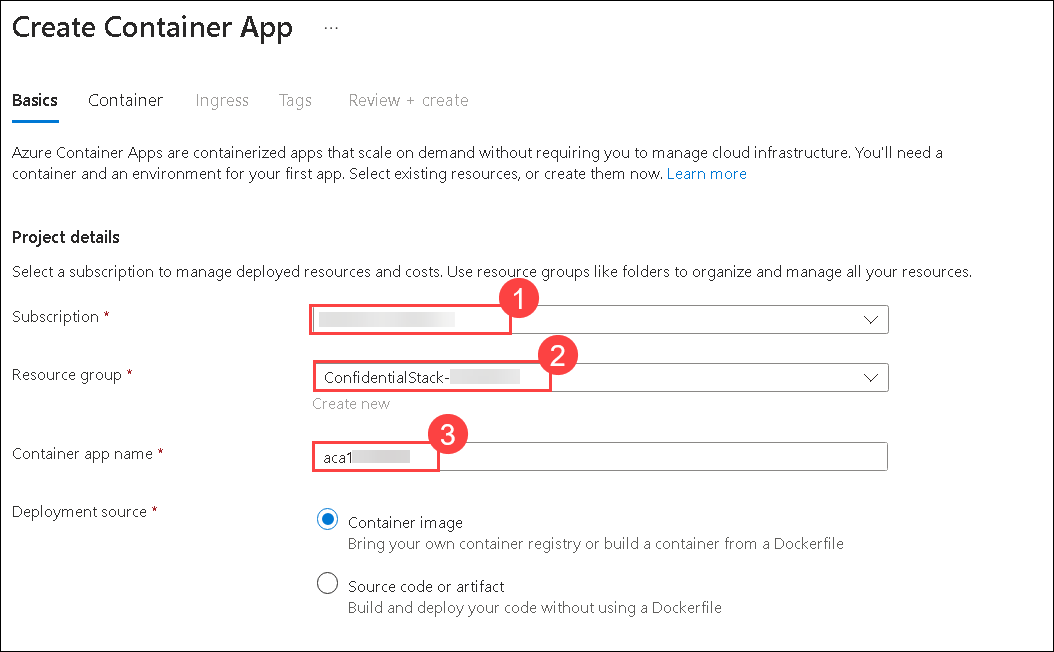 Create Container App ...
Basics Container Ingress Tags Review + create
Azure Container Apps are containerized apps that scale on demand without requiring you to manage cloud infrastructure. You'll need a
container and an environment for your first app. Select existing resources, or create them now. Learn more
Project details
Select a subscription to manage deployed resources and costs. Use resource groups like folders to organize and manage all your resources.
1
Subscription *
2
Resource group * ConfidentialStack-
Create new
3
Container app name * aca1
Deployment source *
Container image
Bring your own container registry or build a container from a Dockerfile
Source code or artifact
Build and deploy your code without using a Dockerfile